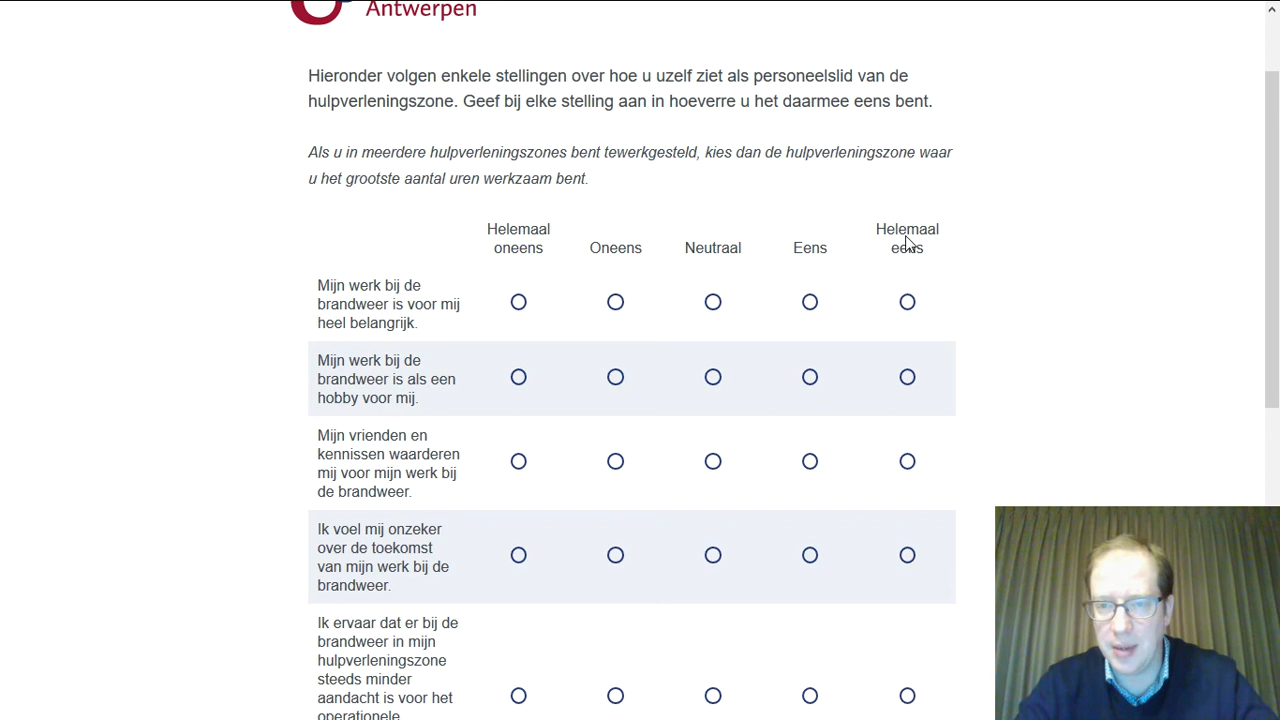 Antwerpen
Hieronder volgen enkele stellingen over hoe u uzelf ziet als personeelslid van de
hulpverleningszone. Geef bij elke stelling aan in hoeverre u het daarmee eens bent.
Als u in meerdere hulpverleningszones bent tewerkgesteld, kies dan de hulpverleningszone waar
u het grootste aantal uren werkzaam bent.
Helemaal
oneens
Oneens
Neutraal
Eens
Helemaal
eens
Mijn werk bij de
brandweer is voor mij
heel belangrijk.
Mijn werk bij de
brandweer is als een
hobby voor mij.
Mijn vrienden en
kennissen waarderen
mij voor mijn werk bij
de brandweer.
Ik voel mij onzeker
over de toekomst
van mijn werk bij de
brandweer.
Ik ervaar dat er bij de
brandweer in mijn
hulpverleningszone
steeds minder
aandacht is voor het
operationele